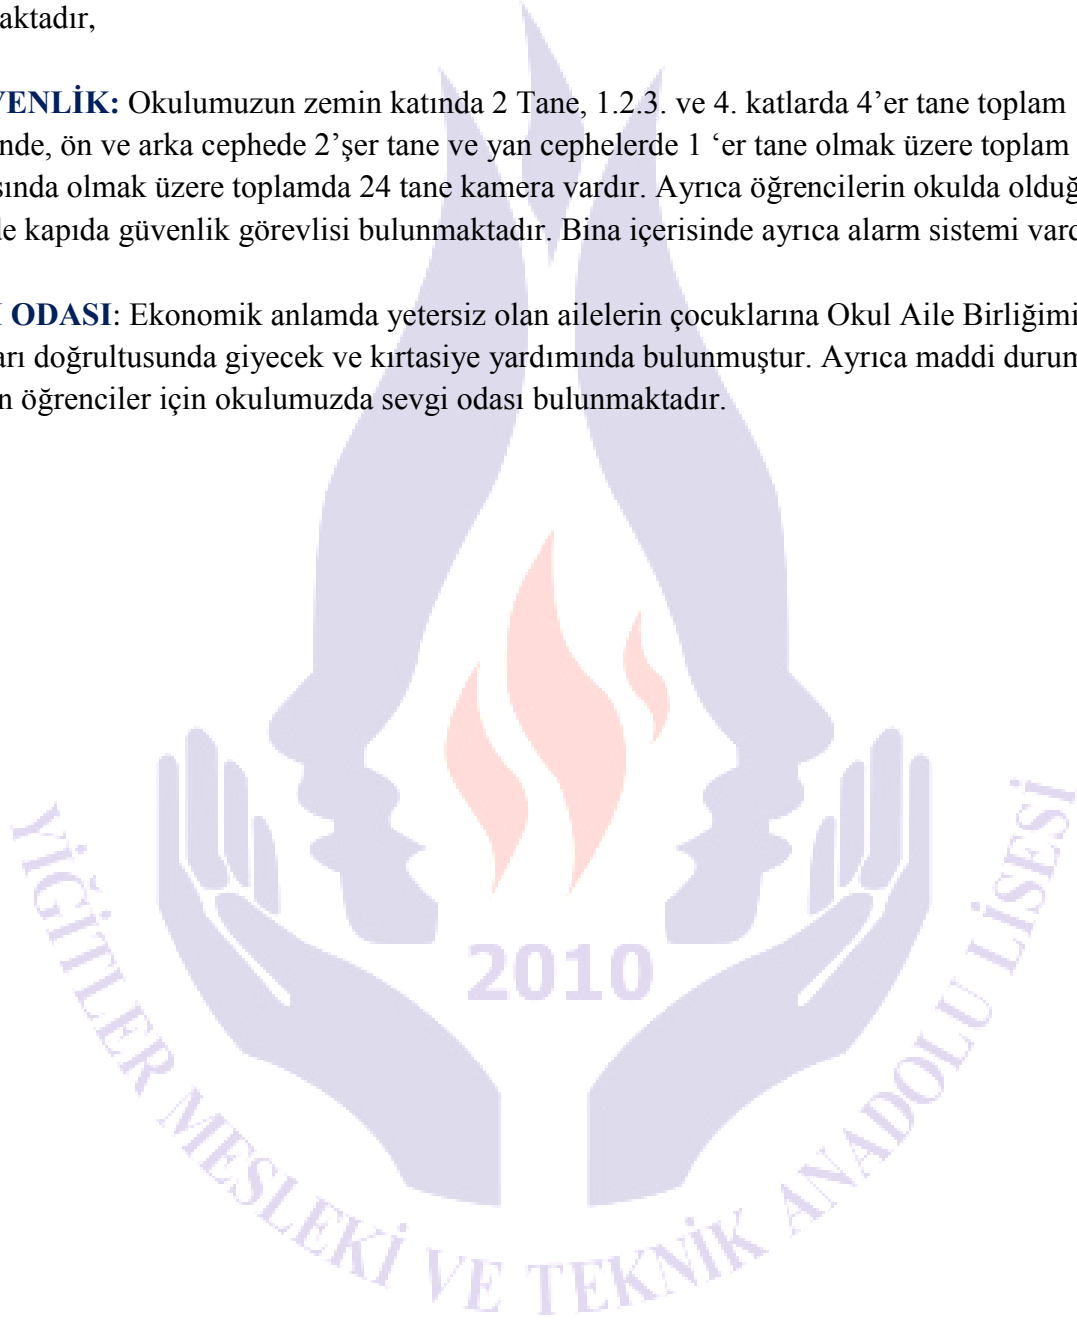 aktadır,
VENLİK: Okulumuzun zemin katında 2 Tane, 1.2.3. ve 4. katlarda 4’er tane toplam
nde, ön ve arka cephede 2’şer tane ve yan cephelerde 1 ‘er tane olmak üzere toplam
sında olmak üzere toplamda 24 tane kamera vardır. Ayrıca öğrencilerin okulda olduğ
de kapıda güvenlik görevlisi bulunmaktadır. Bina içerisinde ayrıca alarm sistemi vard
ODASI: Ekonomik anlamda yetersiz olan ailelerin çocuklarına Okul Aile Birliğimi
arı doğrultusunda giyecek ve kırtasiye yardımında bulunmuştur. Ayrıca maddi durum
n öğrenciler için okulumuzda sevgi odası bulunmaktadır.
2010
YİĞİTLER MESLEKİ VE TEKNİK ANADOLU LİSESİ